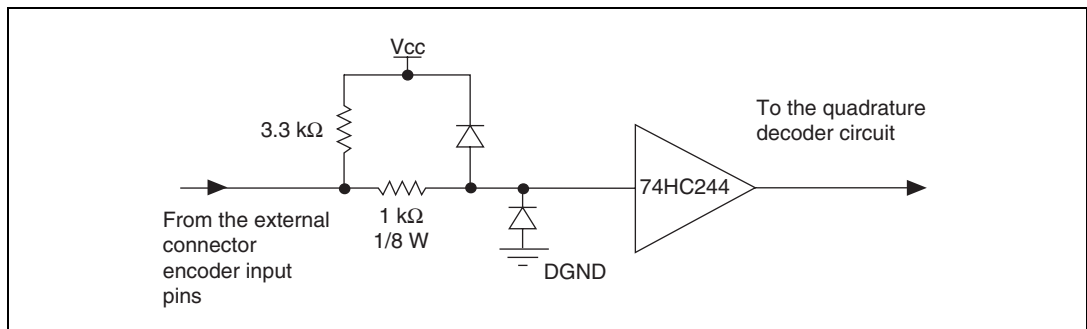 Vcc
3.3 kΩ
To the quadrature
decoder circuit
74HC244
From the external
connector
encoder input
pins
1 kΩ
1/8 W
DGND